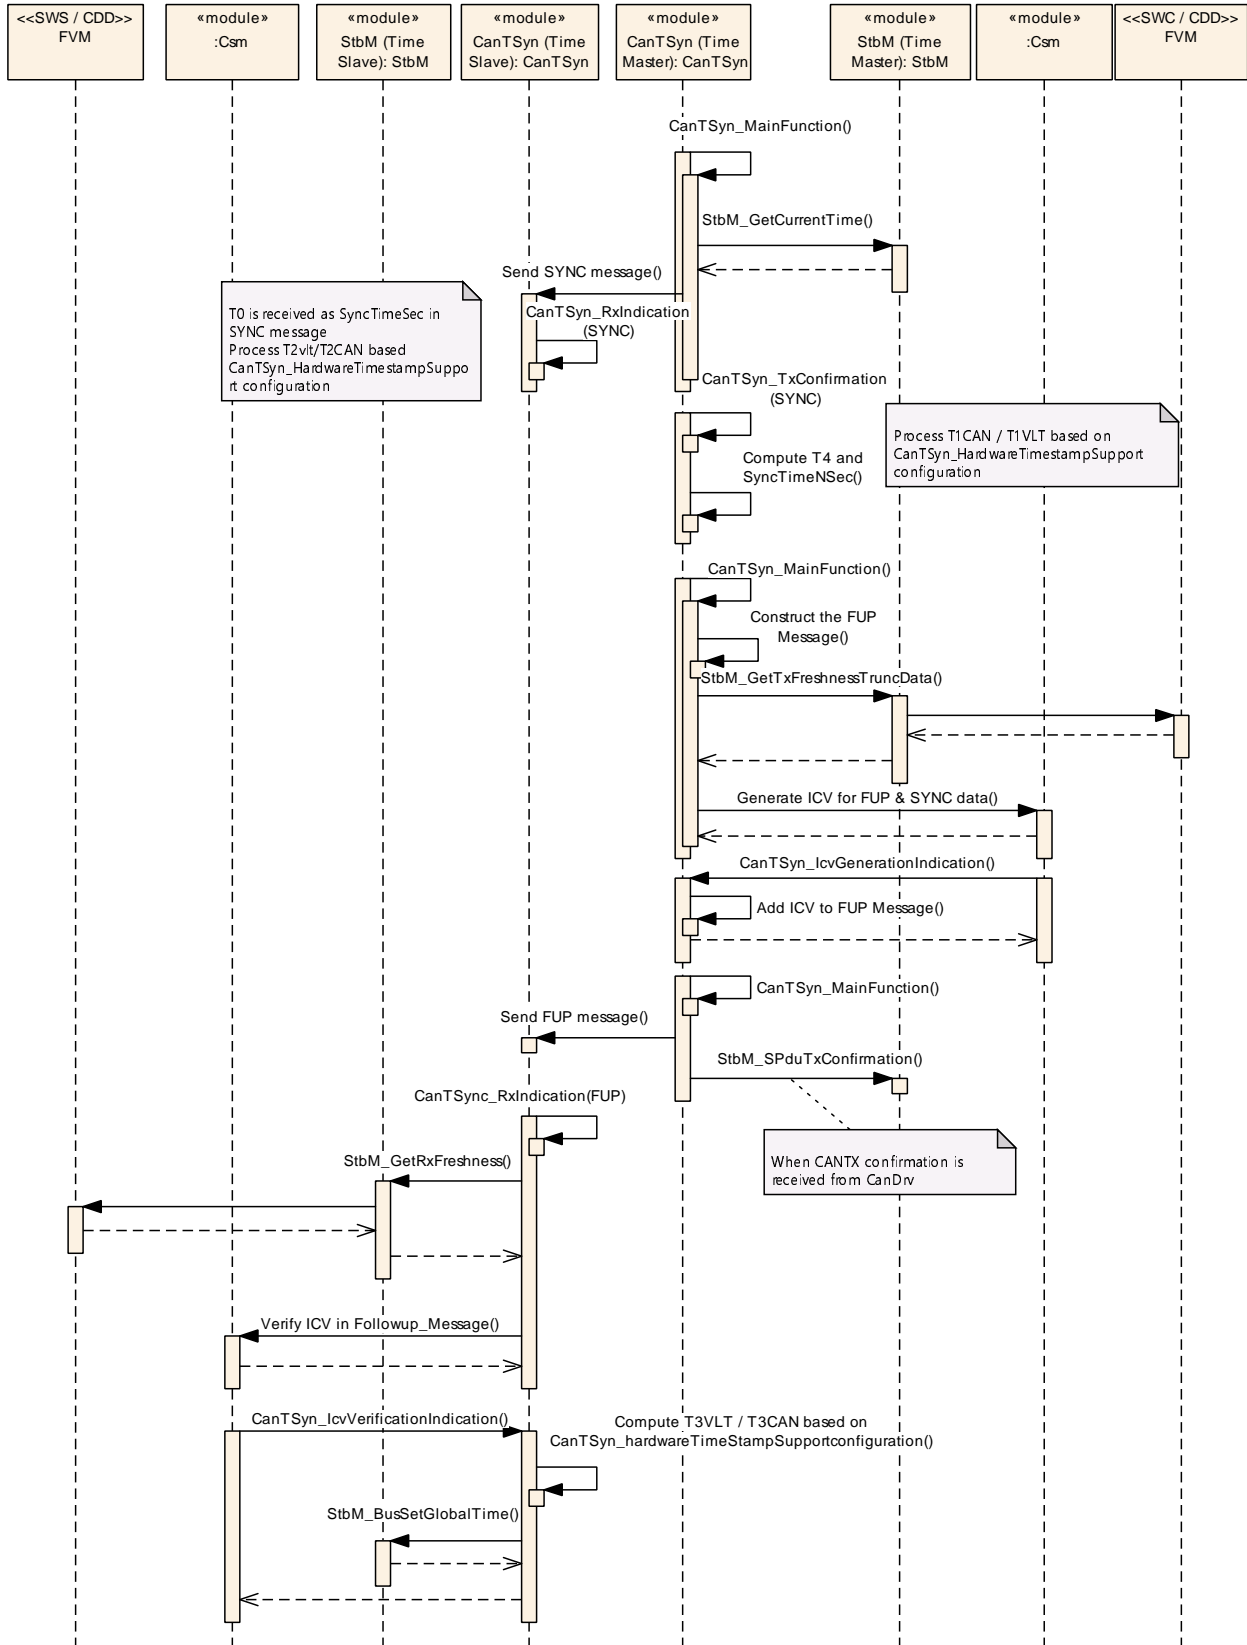 <<SWS / CDD>>
FVM
«module»
:Csm
«module»
StbM (Time
Slave): StbM
«module»
CanTSyn (Time
Slave): CanTSyn
«module»
CanTSyn (Time
Master): CanTSyn
«module»
StbM (Time
Master): StbM
«module»
:Csm
<<SWC / CDD>>
FVM
CanTSyn_MainFunction()
StbM_GetCurrentTime()
Send SYNC message()
T0 is received as SyncTimeSec in
SYNC message
Process T2vlt/T2CAN based
CanTSyn_HardwareTimestampSuppo
rt configuration
CanTSyn_RxIndication
(SYNC)
CanTSyn_TxConfirmation
(SYNC)
Process T1CAN / T1VLT based on
CanTSyn_HardwareTimestampSupport
configuration
Compute T4 and
SyncTimeNSec()
CanTSyn_MainFunction()
Construct the FUP
Message()
StbM_GetTxFreshnessTruncData()
Generate ICV for FUP & SYNC data()
CanTSyn_IcvGenerationIndication()
Add ICV to FUP Message()
CanTSyn_MainFunction()
Send FUP message()
StbM_SPduTxConfirmation()
CanTSync_RxIndication(FUP)
When CANTX confirmation is
received from CanDrv
StbM_GetRxFreshness()
Verify ICV in Followup_Message()
CanTSyn_IcvVerificationIndication()
Compute T3VLT / T3CAN based on
CanTSyn_hardwareTimeStampSupportconfiguration()
StbM_BusSetGlobalTime()